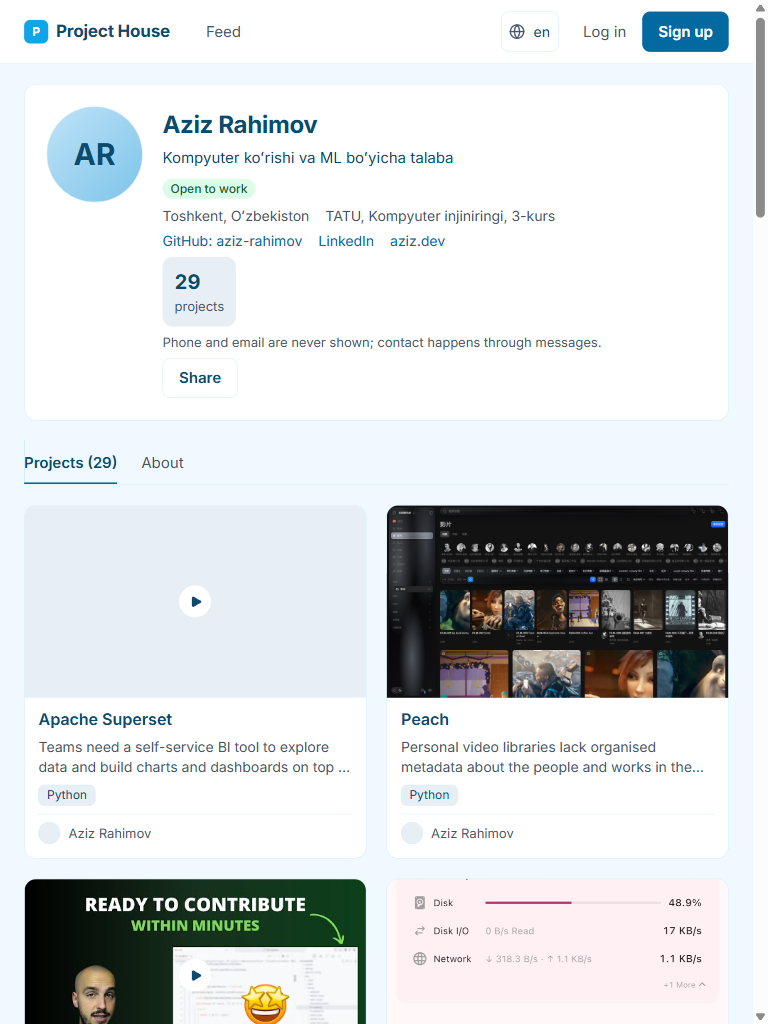 P Project House
Feed
en
Log in
Sign up
AR
Aziz Rahimov
Kompyuter koʻrishi va ML boʻyicha talaba
Open to work
Toshkent, Oʻzbekiston TATU, Kompyuter injiniringi, 3-kurs
GitHub: aziz-rahimov LinkedIn aziz.dev
29
projects
Phone and email are never shown; contact happens through messages.
Share
Projects (29) About
Apache Superset
Teams need a self-service BI tool to explore
data and build charts and dashboards on top ...
Python
Aziz Rahimov
影片
Peach
Personal video libraries lack organised
metadata about the people and works in the...
Python
Aziz Rahimov
READY TO CONTRIBUTE
WITHIN MINUTES
Disk 48.9%
Disk I/O 0 B/s Read 17 KB/s
Network ↓ 318.3 B/s · ↑ 1.1 KB/s 1.1 KB/s
+1 More